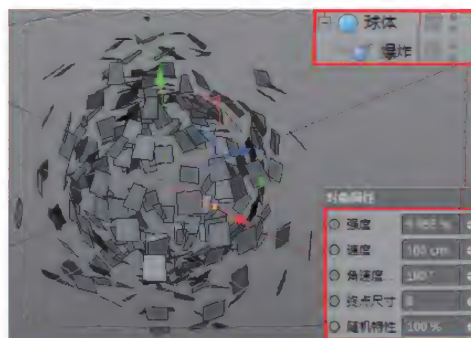 球体
爆炸
对象属性
强度
速度 100 cm
角速度..
终点尺寸 0
随机特性 100 %